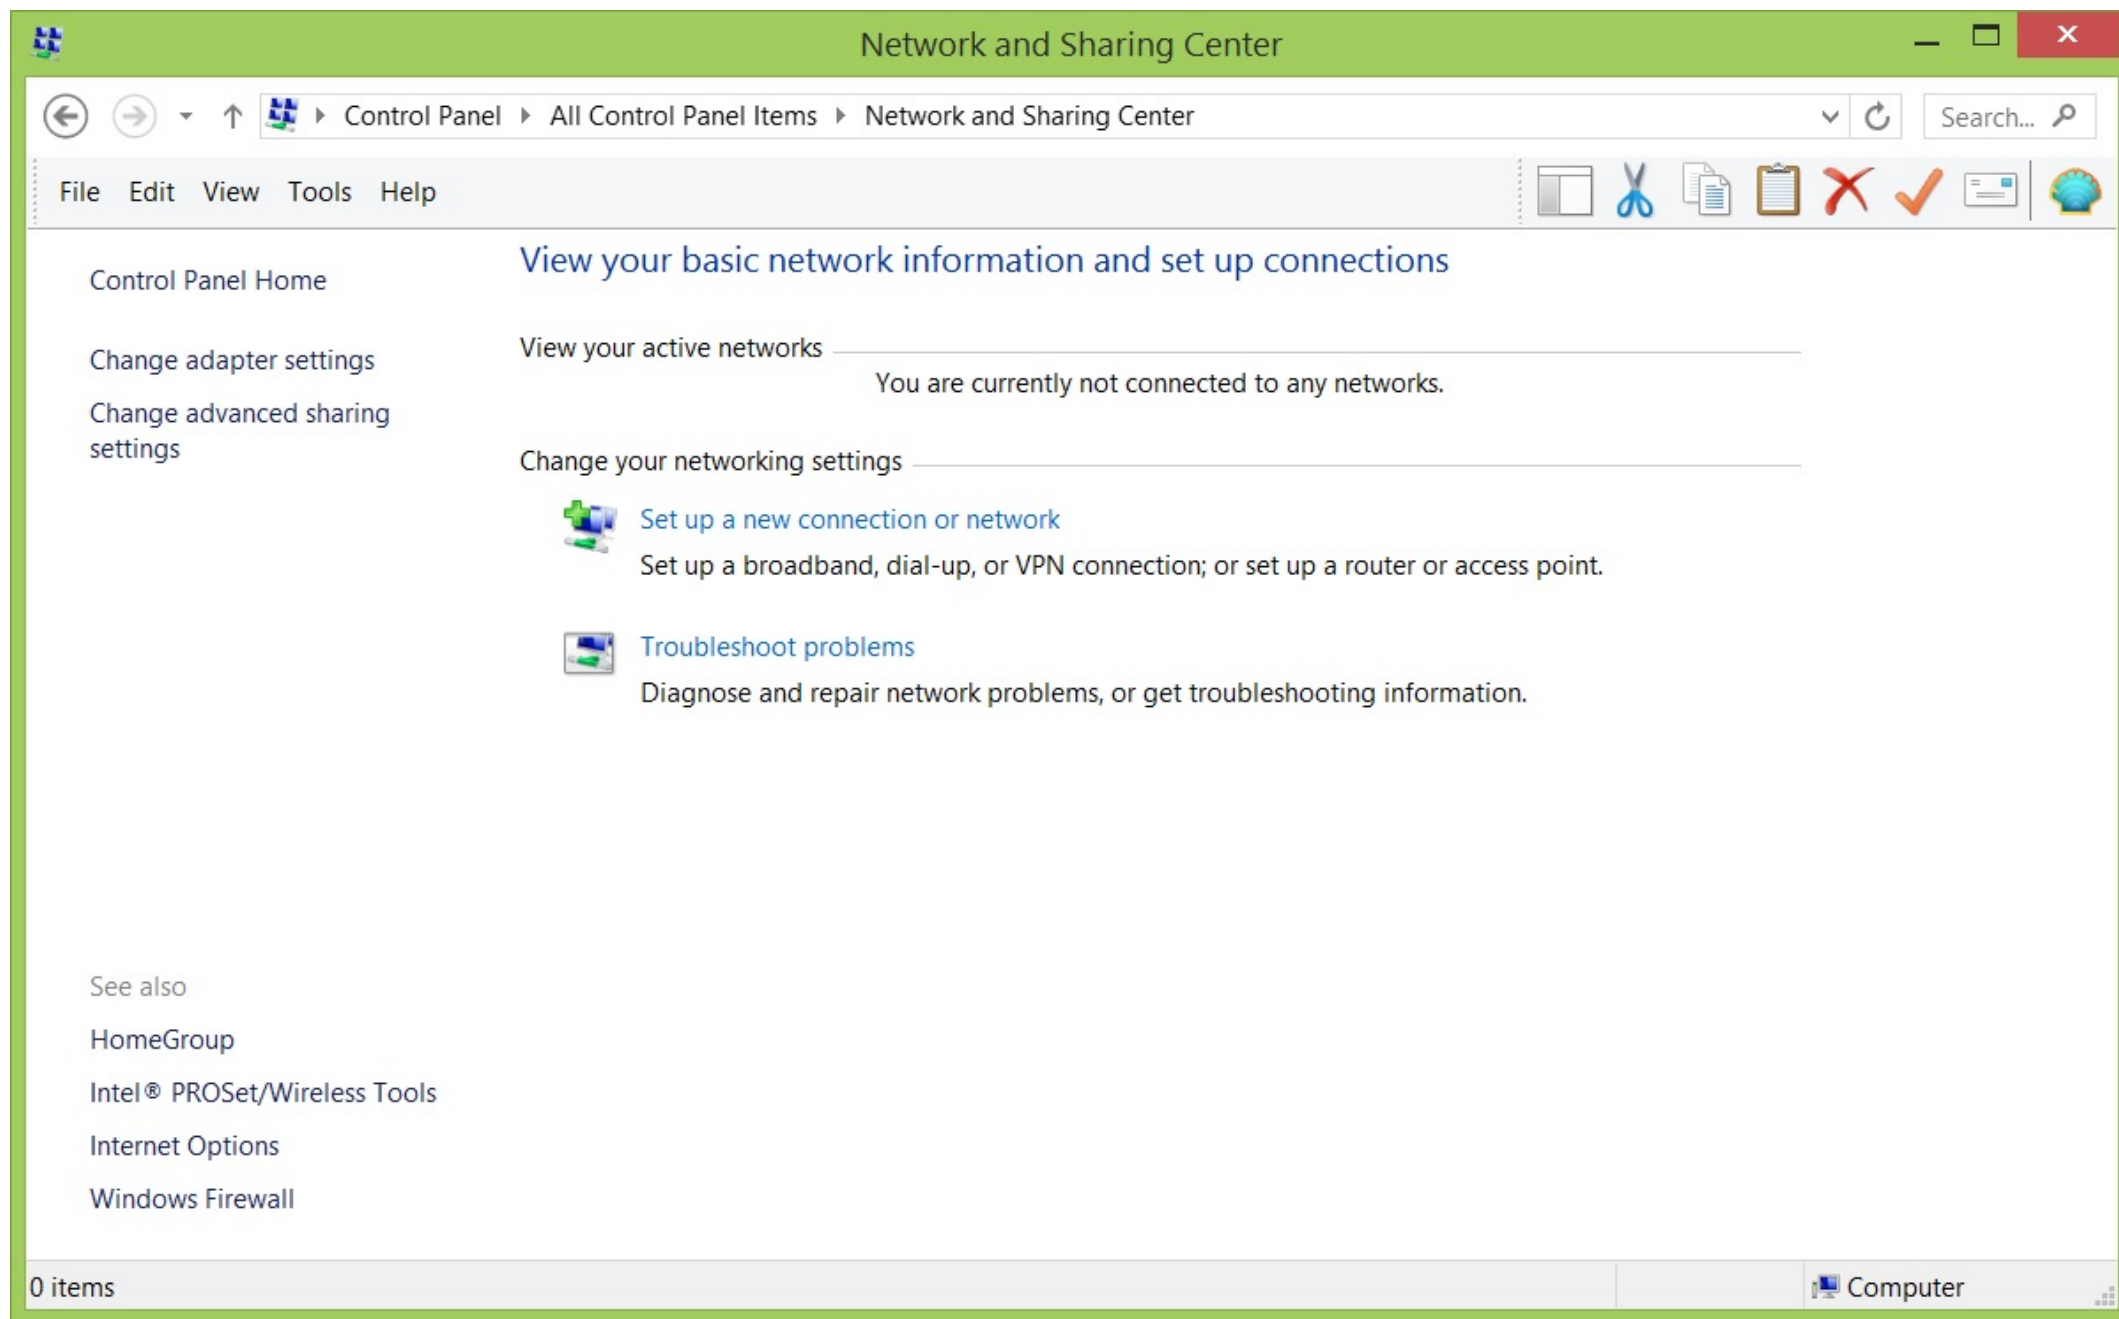 Network and Sharing Center
Control Panel All Control Panel Items Network and Sharing Center
Search...
File Edit View Tools Help
Control Panel Home
Change adapter settings
Change advanced sharing
settings
View your basic network information and set up connections
View your active networks
You are currently not connected to any networks.
Change your networking settings
Set up a new connection or network
Set up a broadband, dial-up, or VPN connection; or set up a router or access point.
Troubleshoot problems
Diagnose and repair network problems, or get troubleshooting information.
See also
HomeGroup
Intel® PROSet/Wireless Tools
Internet Options
Windows Firewall
0 items
Computer